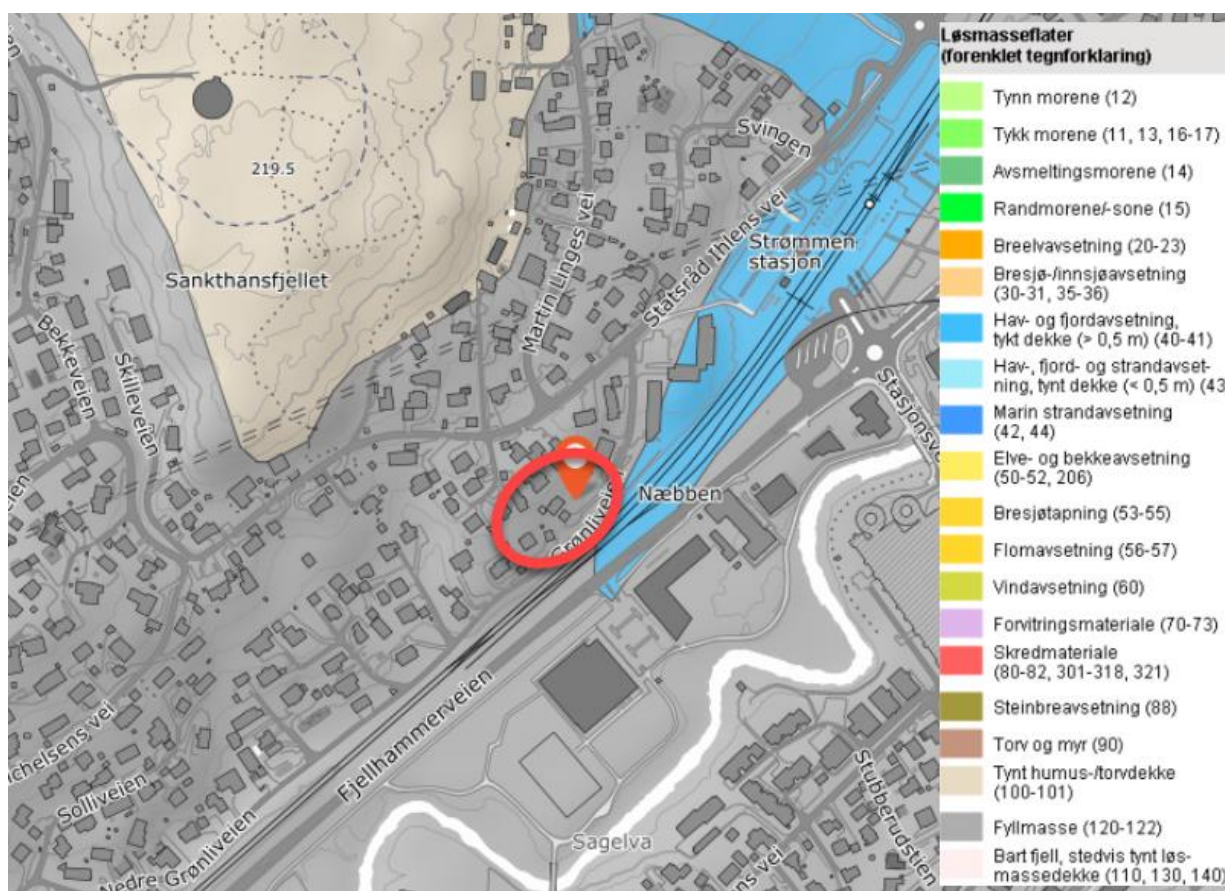 Svingen
219.5
Strømmen
stasjon
Sankthansfjellet
Martin Linges vei
Statsråd Ihlens vei
Bekkeveien
Skilleveien
Næbben
Grønliveien
Fjellhammerveien
Solliveien
Sagelva
Nedre Grønliveien
Stubberudstien
Løsmasseflater
(forenklet tegnforklaring)
Tynn morene (12)
Tykk morene (11, 13, 16-17)
Avsmeltingsmorene (14)
Randmorene/-sone (15)
Breelvavsetning (20-23)
Bresjø-/innsjøavsetning
(30-31, 35-36)
Hav- og fjordavsetning,
tykt dekke (> 0,5 m) (40-41)
Hav-, fjord- og strandavset-
ning, tynt dekke (< 0,5 m) (43
Marin strandavsetning
(42, 44)
Elve- og bekkeavsetning
(50-52, 206)
Bresjøtapning (53-55)
Flomavsetning (56-57)
Vindavsetning (60)
Forvitringsmateriale (70-73)
Skredmateriale
(80-82, 301-318, 321)
Steinbreavsetning (88)
Torv og myr (90)
Tynt humus-/torvdekke
(100-101)
Fyllmasse (120-122)
Bart fjell, stedvis tynt løs-
massedekke (110, 130, 140)